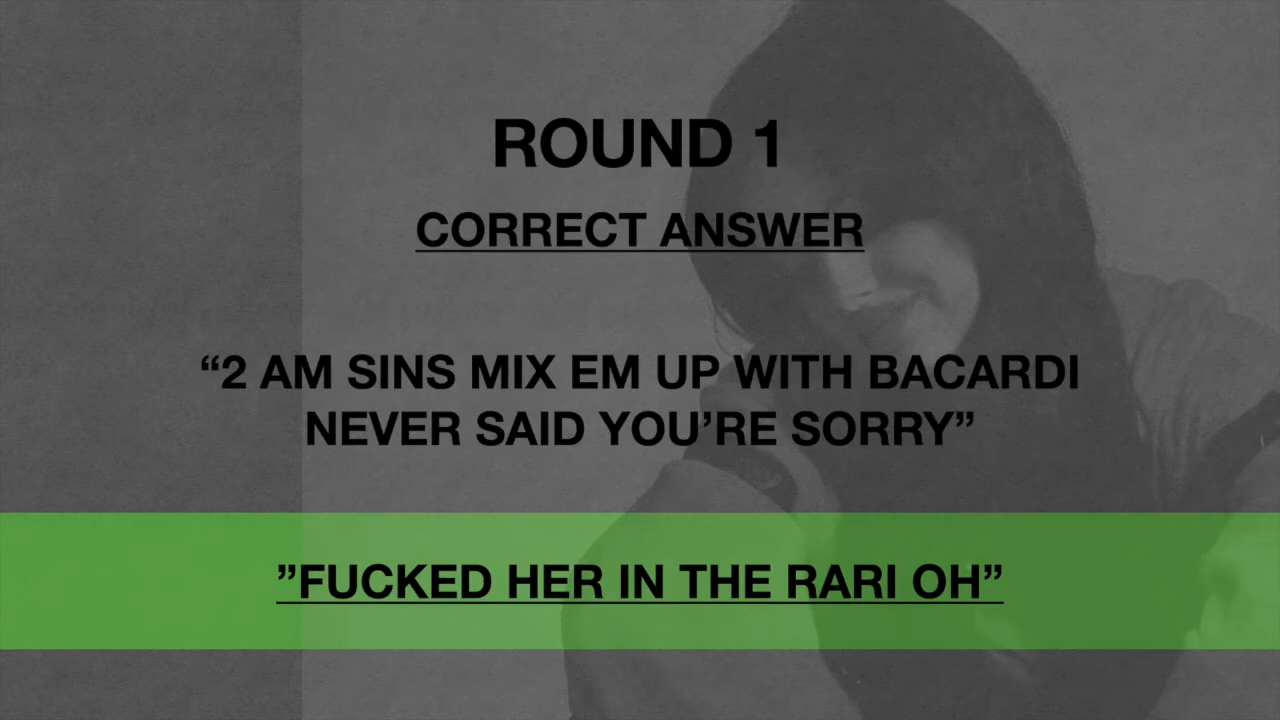 ROUND 1
CORRECT ANSWER
“2 AM SINS MIX EM UP WITH BACARDI
NEVER SAID YOU’RE SORRY”
”FUCKED HER IN THE RARI OH”